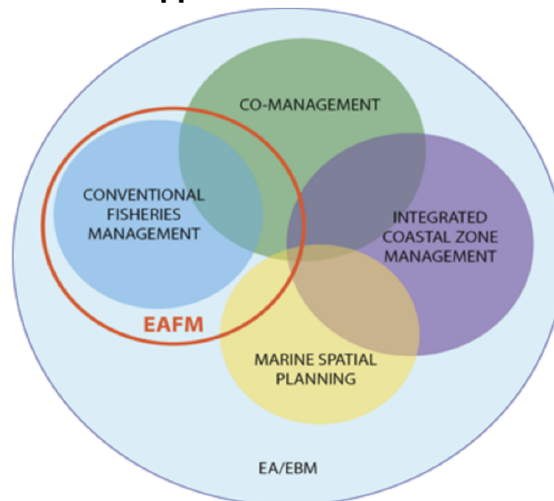 CO-MANAGEMENT
CONVENTIONAL
FISHERIES
MANAGEMENT
INTEGRATED
COASTAL ZONE
MANAGEMENT
EAFM
MARINE SPATIAL
PLANNING
EA/EBM